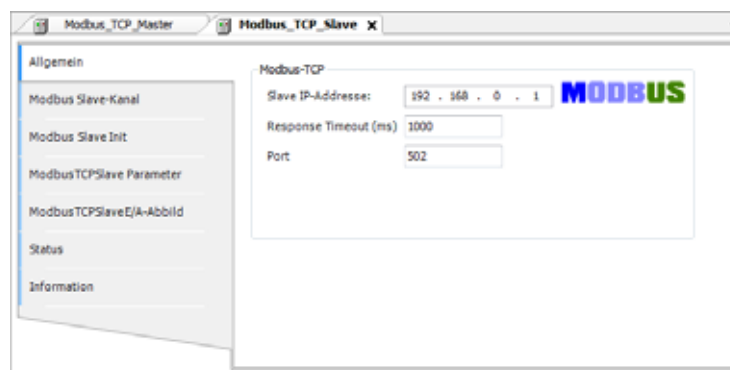 Modbus_TCP_Master
Modbus_TCP_Slave X
Allgemein
Modbus Slave-Kanal
Modbus Slave Init
ModbusTCPSlave Parameter
ModbusTCPSlaveE/A-Abbild
Status
Information
Modbus-TCP
Slave IP-Addresse: 192 . 168 . 0 . 1
MODBUS
Response Timeout (ms) 1000
Port 502